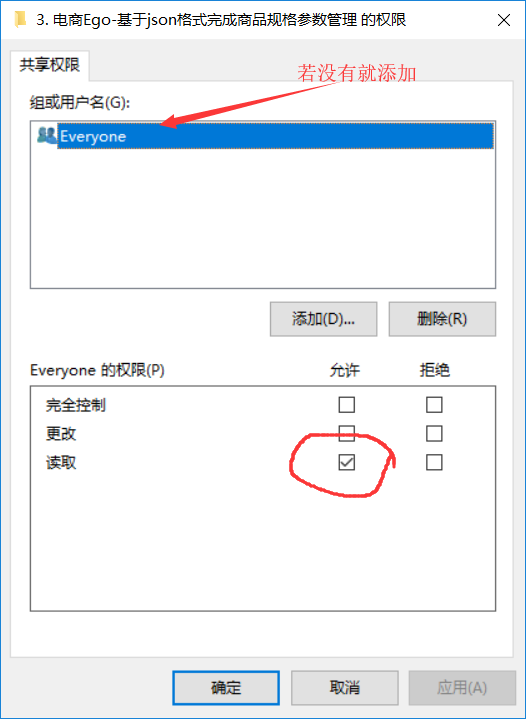 3. 电商Ego-基于json格式完成商品规格参数管理 的权限
共享权限
若没有就添加
组或用户名(G):
Everyone
添加(D)...
删除(R)
Everyone 的权限(P)
允许
拒绝
完全控制
更改
读取
确定
取消
应用(A)